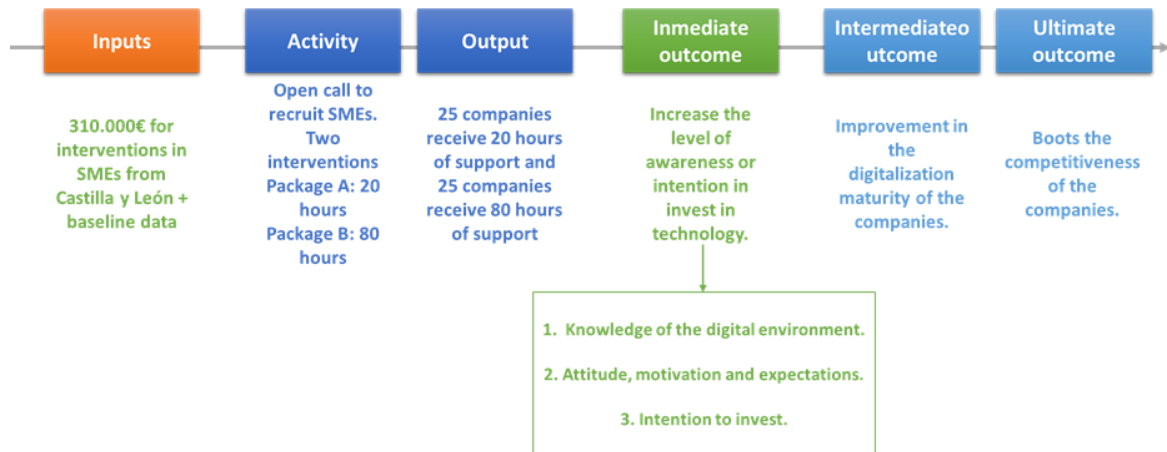 Inputs
Activity
Output
Inmediate
outcome
Intermediateo
utcome
Ultimate
outcome
310.000€ for
interventions in
SMEs from
Castilla y León +
baseline data
Open call to
recruit SMEs.
Two
interventions
Package A: 20
hours
Package B: 80
hours
25 companies
receive 20 hours
of support and
25 companies
receive 80 hours
of support
Increase the
level of
awareness or
intention in
invest in
technology.
Improvement in
the
digitalization
maturity of the
companies.
Boots the
competitiveness
of the
companies.
1. Knowledge of the digital environment.
2. Attitude, motivation and expectations.
3. Intention to invest.